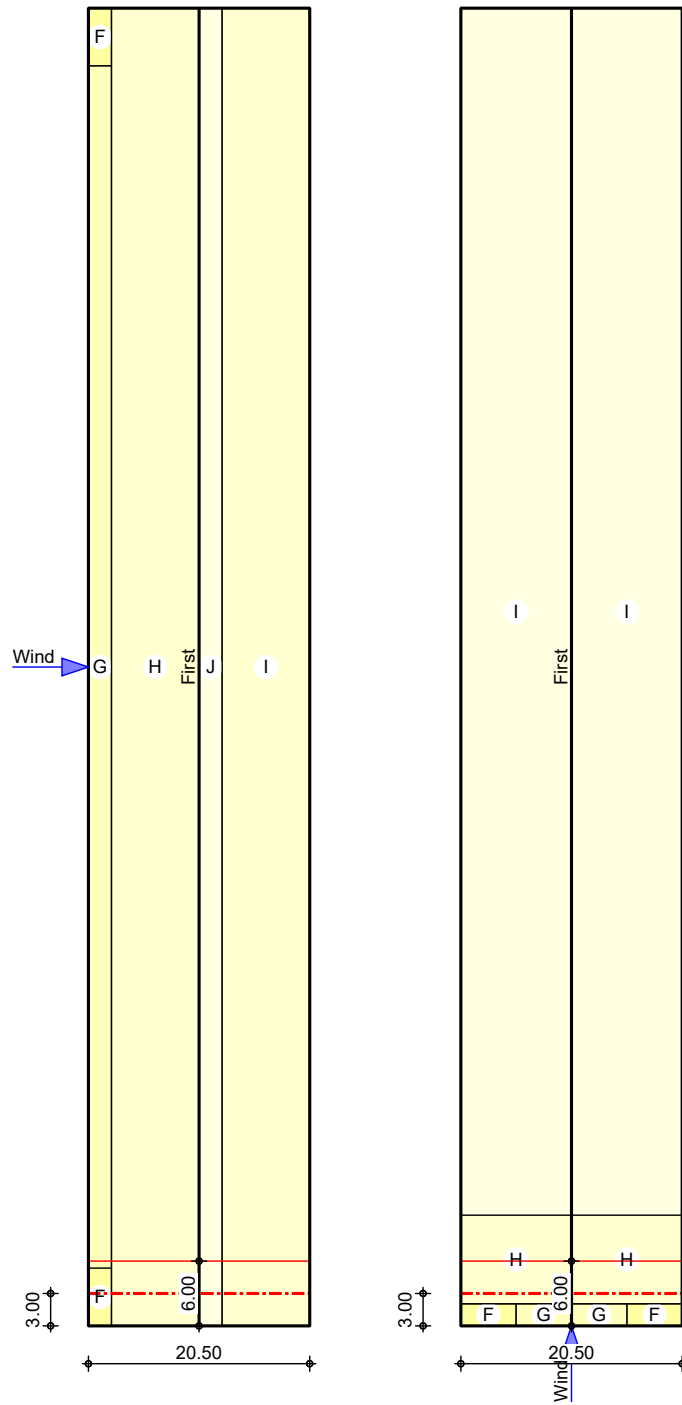 F
Wind
G H First J I
F
3.00
6.00
20.50
I First I
H H
F G G F
3.00
6.00
20.50
Wind